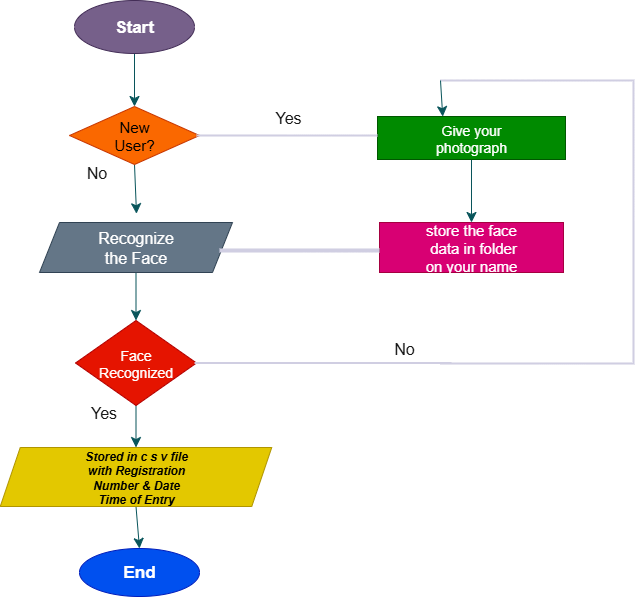 Start
New
User?
Yes
Give your
photograph
No
Recognize
the Face
store the face
data in folder
on your name
Face
Recognized
No
Yes
Stored in c s v file
with Registration
Number & Date
Time of Entry
End